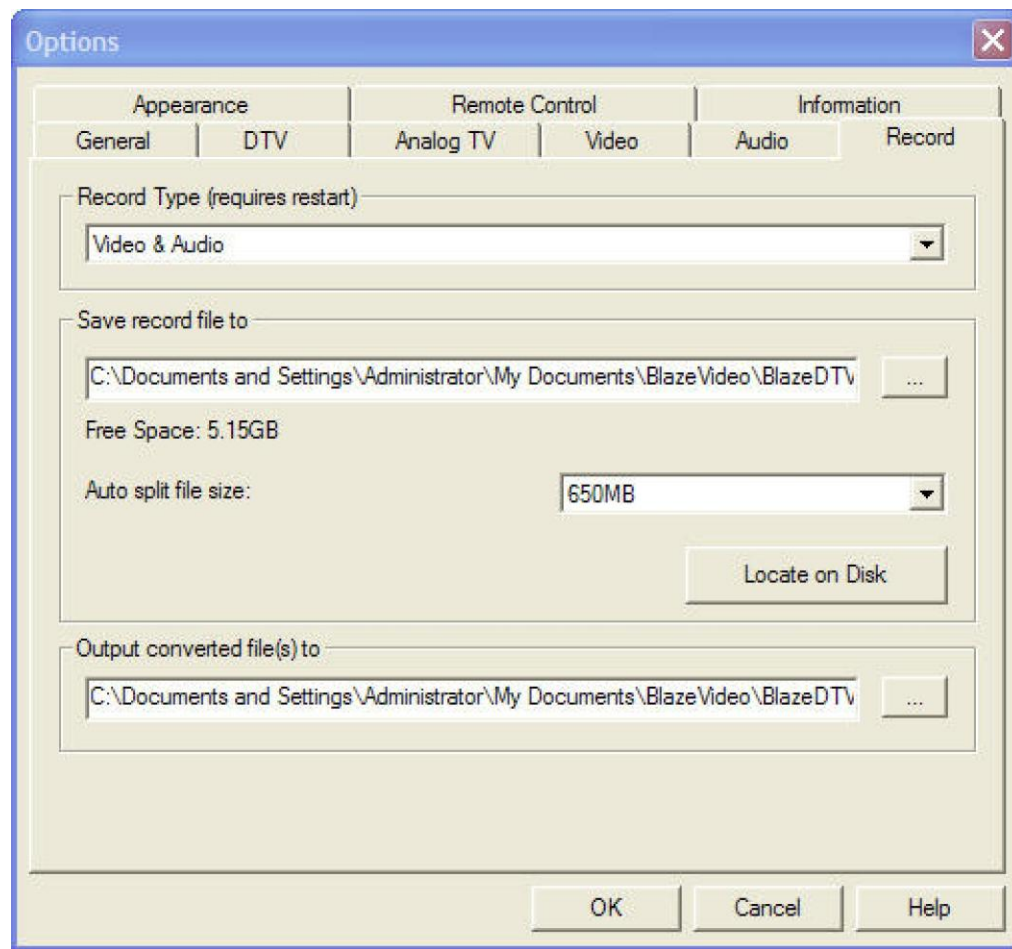 Options
Appearance Remote Control Information
General DTV Analog TV Video Audio Record
Record Type (requires restart)
Video & Audio
Save record file to
C:\Documents and Settings\Administrator\My Documents\BlazeVideo\BlazeDTV
...
Free Space: 5.15GB
Auto split file size: 650MB
Locate on Disk
Output converted file(s) to
C:\Documents and Settings\Administrator\My Documents\BlazeVideo\BlazeDTV
...
OK Cancel Help